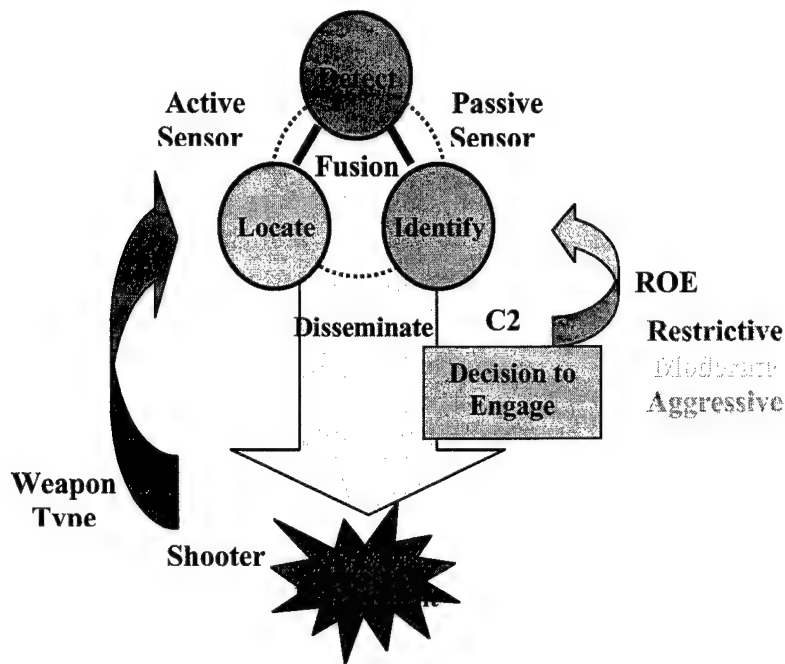 Detect
Active
Sensor
Passive
Sensor
Fusion
Locate
Identify
ROE
Disseminate
C2
Restrictive
Moderate
Decision to
Engage
Aggressive
Weapon
Type
Shooter